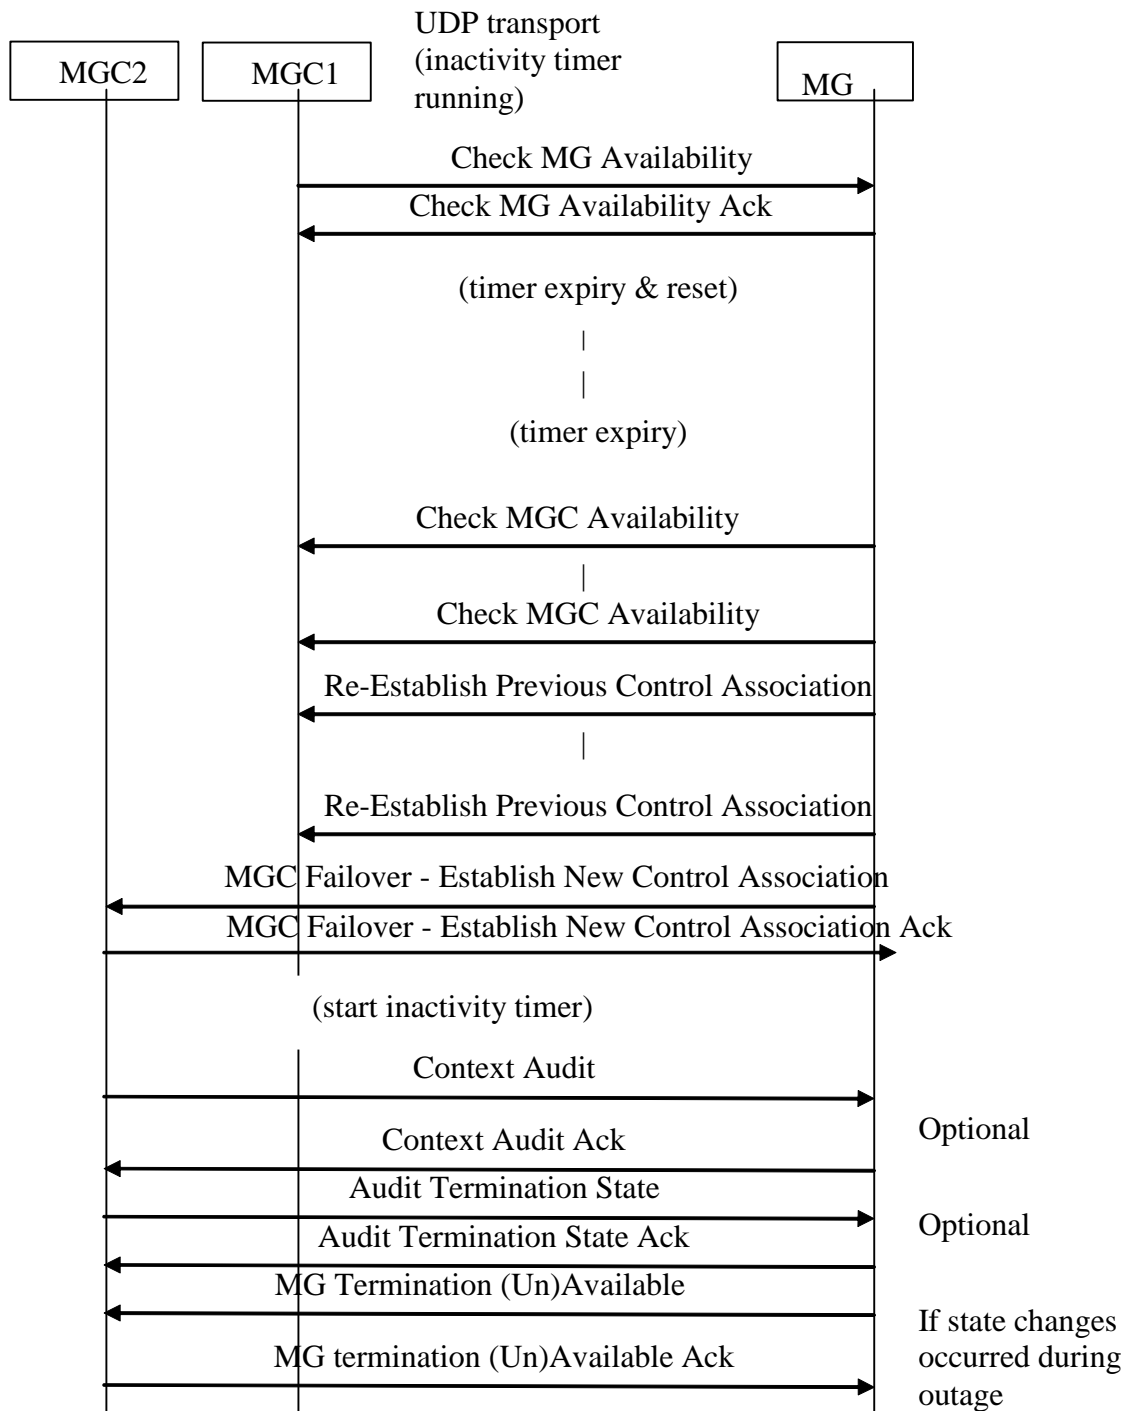 UDP transport
(inactivity timer
running)
MGC2
MGC1
MG
Check MG Availability
Check MG Availability Ack
(timer expiry & reset)
(timer expiry)
Check MGC Availability
Check MGC Availability
Re-Establish Previous Control Association
Re-Establish Previous Control Association
MGC Failover - Establish New Control Association
MGC Failover - Establish New Control Association Ack
(start inactivity timer)
Context Audit
Optional
Context Audit Ack
Audit Termination State
Optional
Audit Termination State Ack
MG Termination (Un)Available
If state changes
occurred during
outage
MG termination (Un)Available Ack